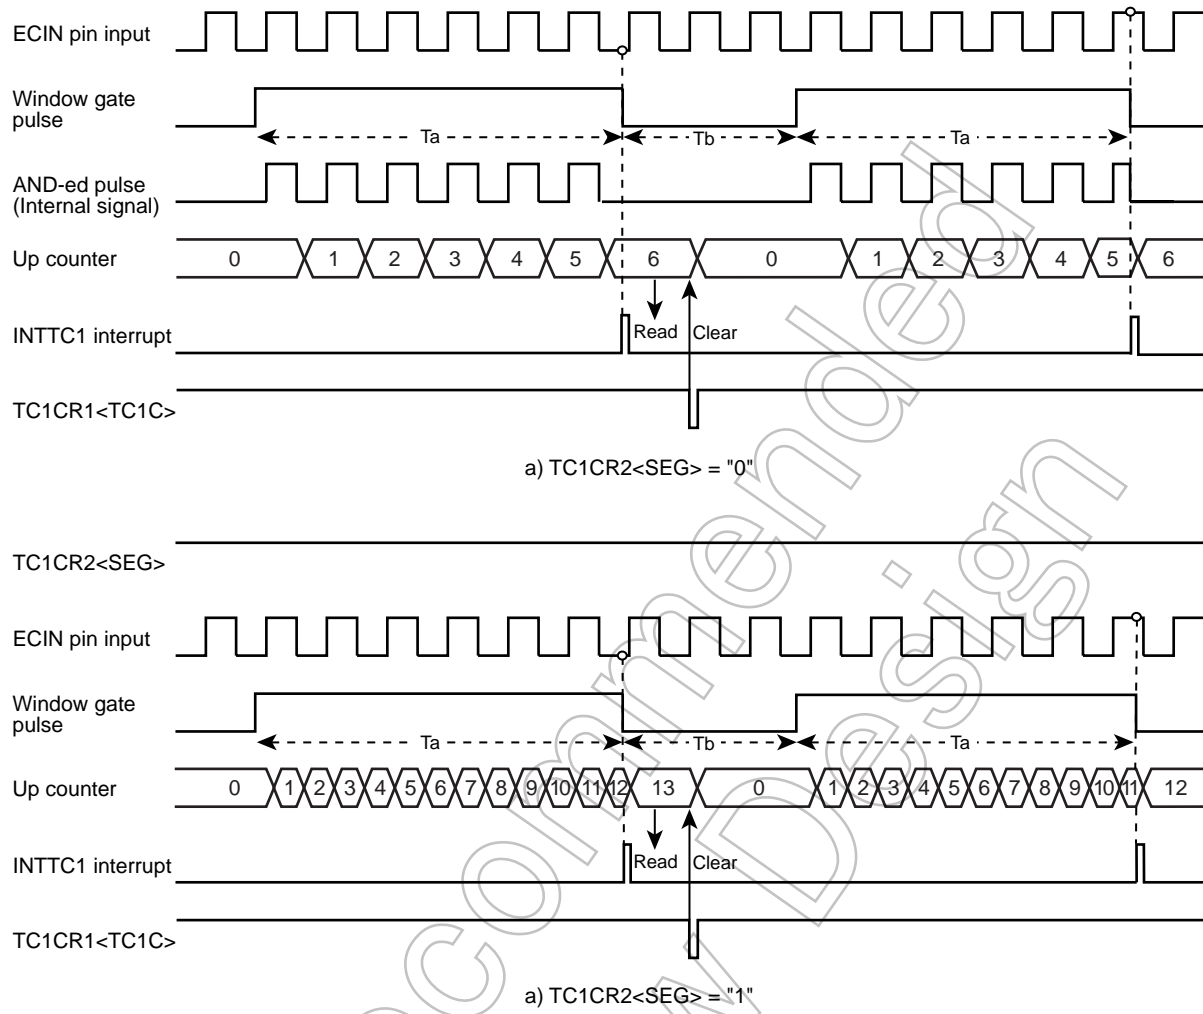 ECIN pin input
Window gate
pulse
Ta Tb Ta
AND-ed pulse
(Internal signal)
Up counter 0 1 2 3 4 5 6 0 1 2 3 4 5 6
INTTC1 interrupt Read Clear
TC1CR1<TC1C>
a) TC1CR2<SEG> = "0"
TC1CR2<SEG>
ECIN pin input
Window gate
pulse
Ta Tb Ta
Up counter 0 1 2 3 4 5 6 7 8 9 10 11 12 13 0 1 2 3 4 5 6 7 8 9 10 11 12
INTTC1 interrupt Read Clear
TC1CR1<TC1C>
a) TC1CR2<SEG> = "1"